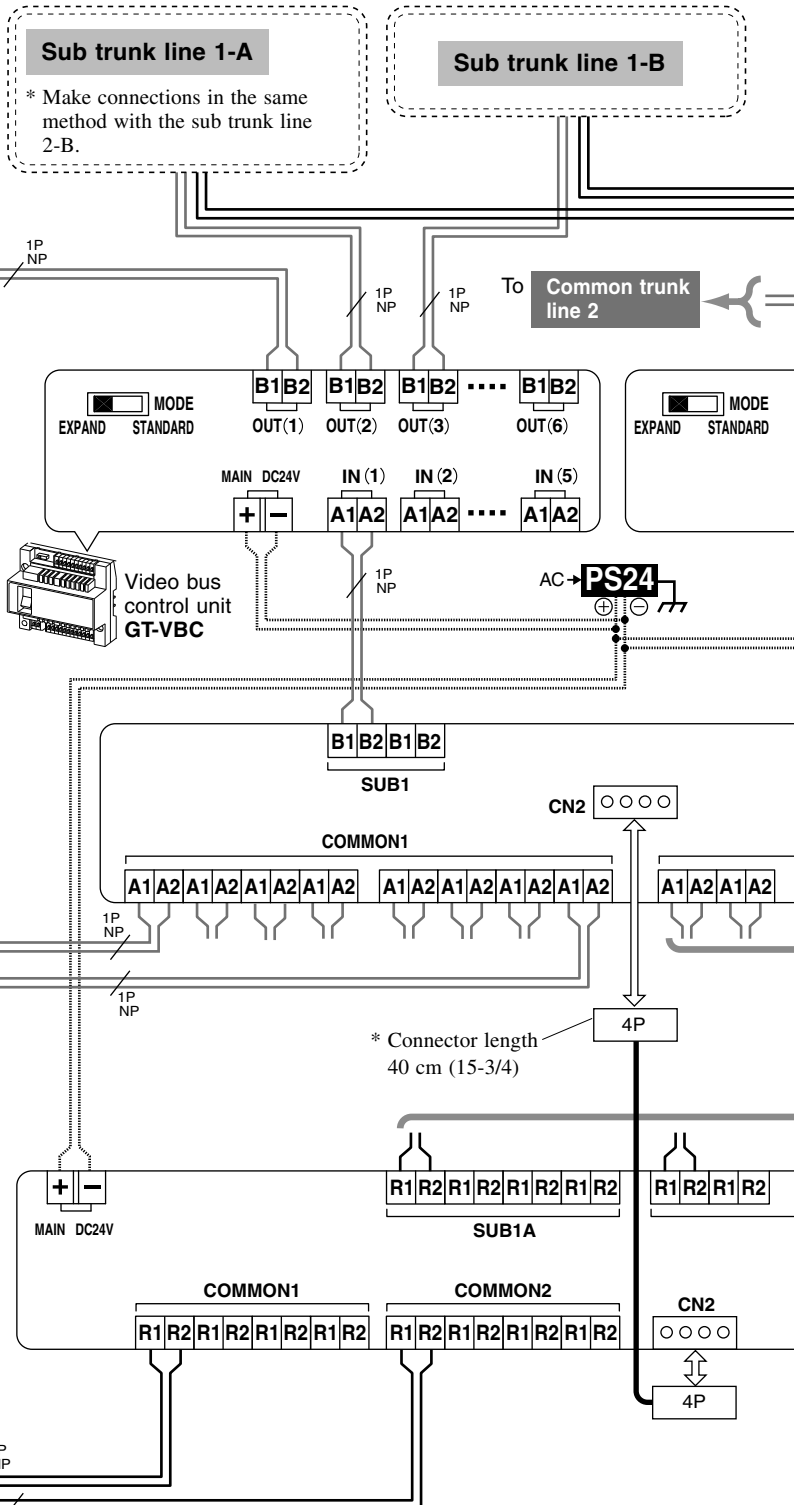 Sub trunk line 1-A
* Make connections in the same
method with the sub trunk line
2-B.
Sub trunk line 1-B
1P
NP
1P
NP
1P
NP
To
Common trunk
line 2
B1 B2 B1 B2 B1 B2 B1 B2
MODE
EXPAND STANDARD
OUT(1) OUT(2) OUT(3) OUT(6)
MODE
EXPAND STANDARD
MAIN DC24V IN (1) IN (2) IN (5)
+ − A1 A2 A1 A2 A1 A2
1P
NP
Video bus
control unit
GT-VBC
AC PS24
+ −
B1 B2 B1 B2
SUB1
CN2
COMMON1
A1 A2 A1 A2 A1 A2 A1 A2 A1 A2 A1 A2 A1 A2 A1 A2 A1 A2 A1 A2
1P
NP
1P
NP
4P
* Connector length
40 cm (15-3/4)
+ −
MAIN DC24V
R1 R2 R1 R2 R1 R2 R1 R2 R1 R2 R1 R2
SUB1A
COMMON1 COMMON2 CN2
R1 R2 R1 R2 R1 R2 R1 R2 R1 R2 R1 R2 R1 R2 R1 R2
4P